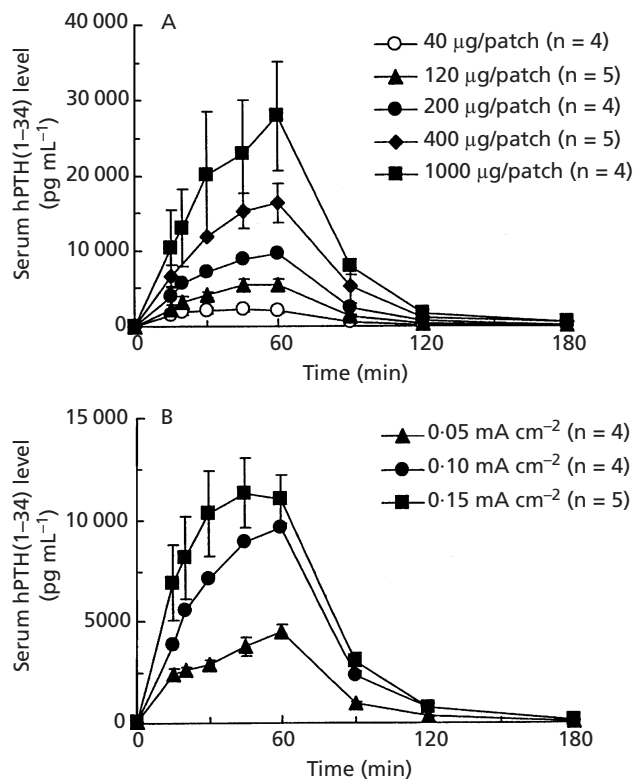 A
40 000
30 000
20 000
10 000
0
Serum hPTH(1–34) level
(pg mL⁻¹)
40 μg/patch (n = 4)
120 μg/patch (n = 5)
200 μg/patch (n = 4)
400 μg/patch (n = 5)
1000 μg/patch (n = 4)
0 60 120 180
Time (min)
B
15 000
10 000
5000
0
Serum hPTH(1–34) level
(pg mL⁻¹)
0·05 mA cm⁻² (n = 4)
0·10 mA cm⁻² (n = 4)
0·15 mA cm⁻² (n = 5)
0 60 120 180
Time (min)